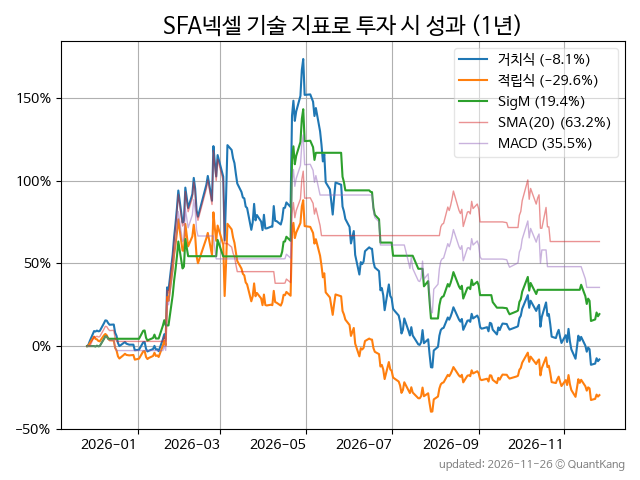 SFA넥셀 기술 지표로 투자 시 성과 (1년)
거치식 (-8.1%)
적립식 (-29.6%)
SigM (19.4%)
SMA(20) (63.2%)
MACD (35.5%)
150%
100%
50%
0%
-50%
2026-01 2026-03 2026-05 2026-07 2026-09 2026-11
updated: 2026-11-26 © QuantKang